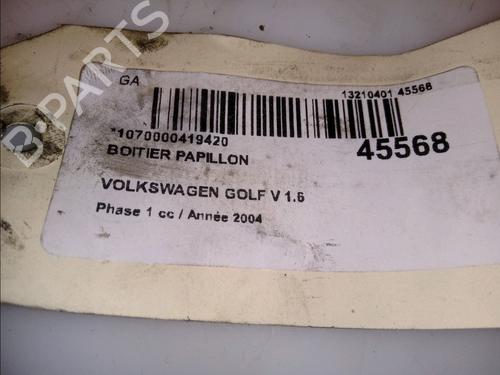 B-PARTS
GA
13210401 45568
*1070000419420
BOITIER PAPILLON
45568
VOLKSWAGEN GOLF V 1.6
Phase 1 cc / Année 2004